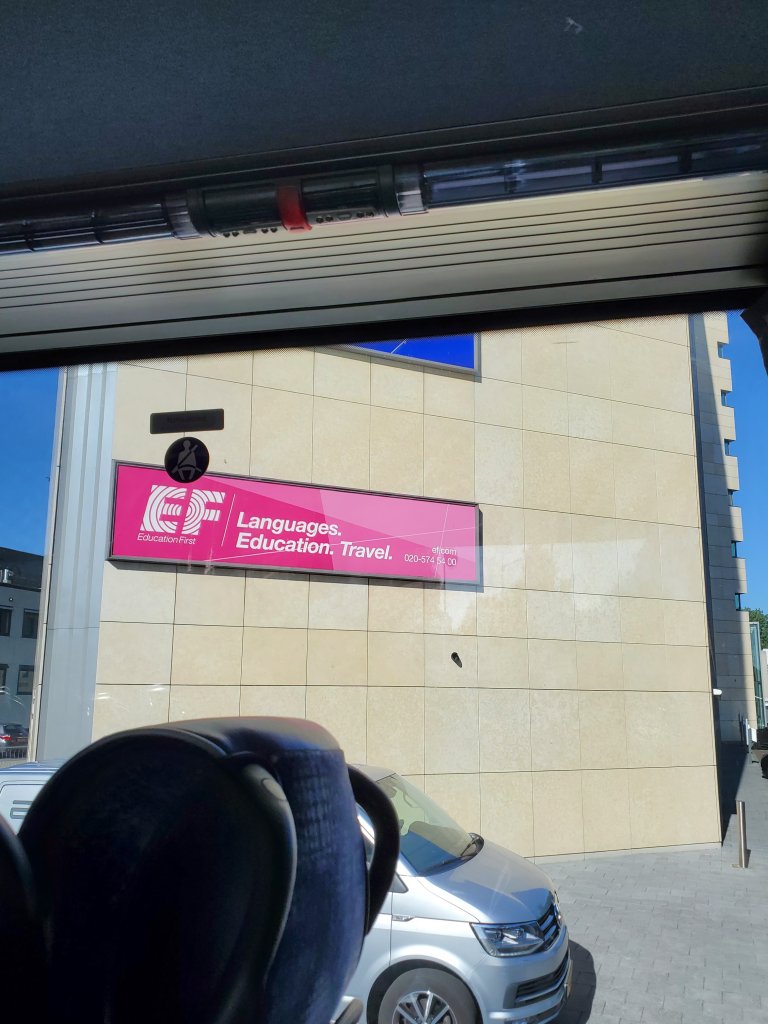 EF
Education First
Languages.
Education. Travel.
ef.com
020-574 54 00